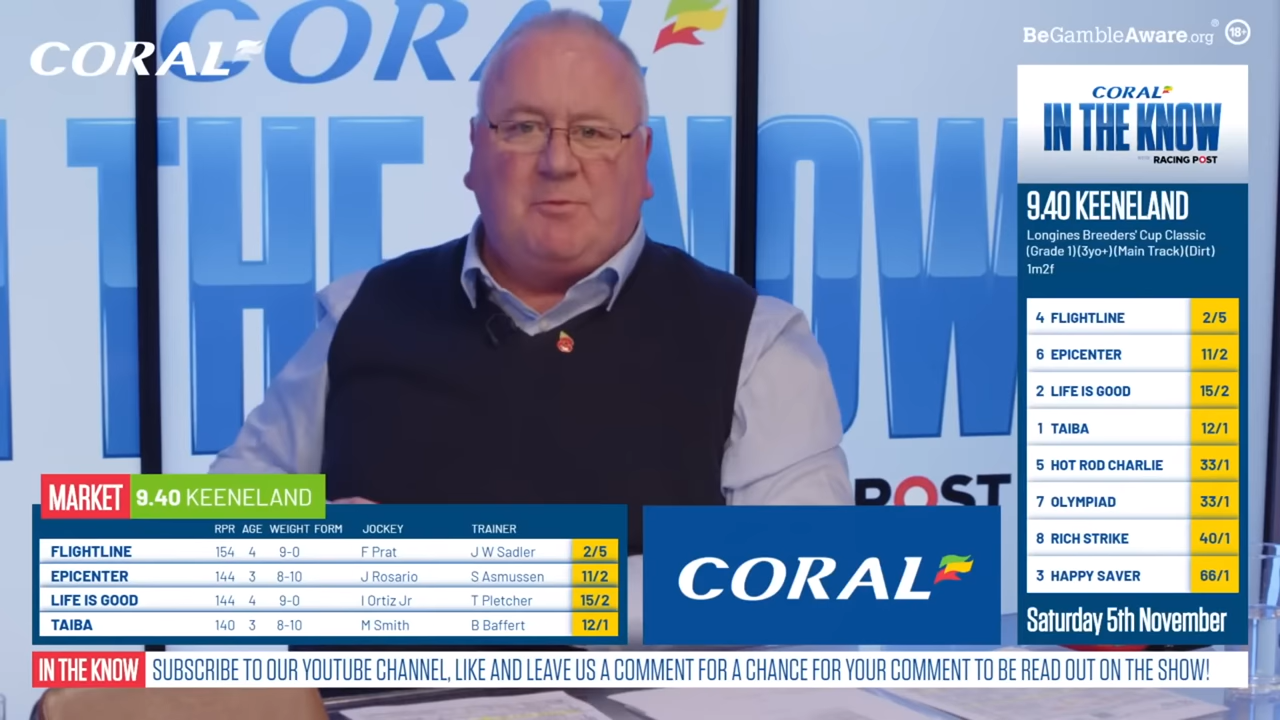 CORAL
CORAL
THE KNOW
POST
BeGambleAware.org® 18+
CORAL
IN THE KNOW
WITH RACING POST
9.40 KEENELAND
Longines Breeders' Cup Classic
(Grade 1)(3yo+)(Main Track)(Dirt)
1m2f
4 FLIGHTLINE 2/5
6 EPICENTER 11/2
2 LIFE IS GOOD 15/2
1 TAIBA 12/1
5 HOT ROD CHARLIE 33/1
7 OLYMPIAD 33/1
8 RICH STRIKE 40/1
3 HAPPY SAVER 66/1
Saturday 5th November
MARKET 9.40 KEENELAND
RPR AGE WEIGHT FORM JOCKEY TRAINER
FLIGHTLINE 154 4 9-0 F Prat J W Sadler 2/5
EPICENTER 144 3 8-10 J Rosario S Asmussen 11/2
LIFE IS GOOD 144 4 9-0 I Ortiz Jr T Pletcher 15/2
TAIBA 140 3 8-10 M Smith B Baffert 12/1
CORAL
IN THE KNOW SUBSCRIBE TO OUR YOUTUBE CHANNEL, LIKE AND LEAVE US A COMMENT FOR A CHANCE FOR YOUR COMMENT TO BE READ OUT ON THE SHOW!